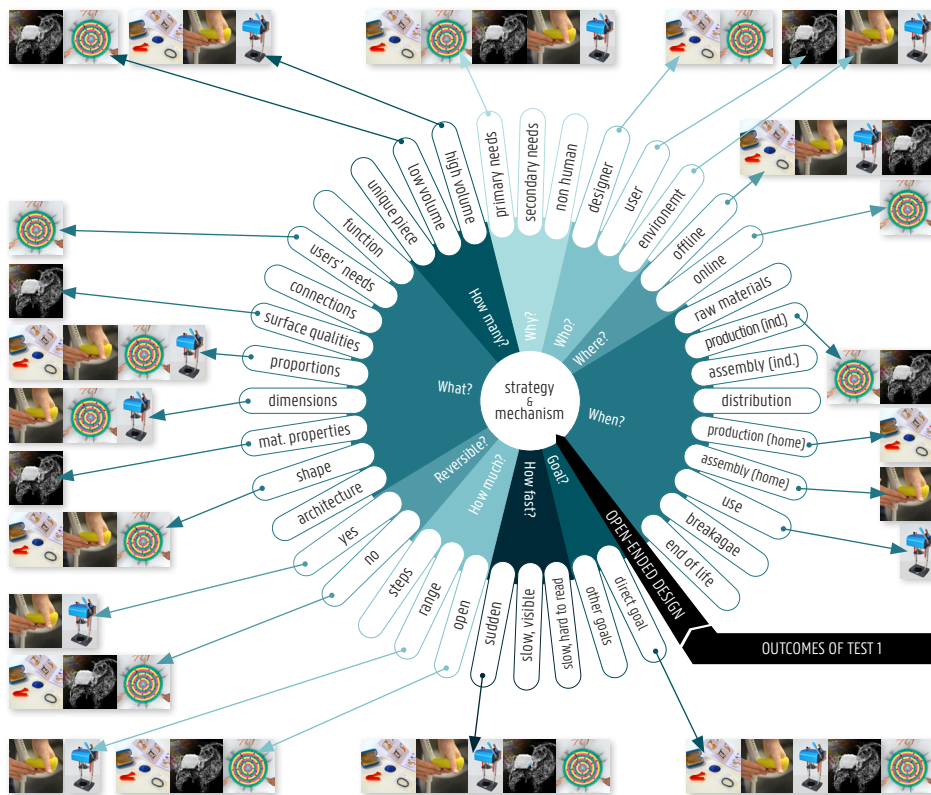 primary needs
secondary needs
non human
designer
user
environemt
offline
online
raw materials
production (ind.)
assembly (ind.)
distribution
production (home)
assembly (home)
use
breakagae
end of life
direct goal
other goals
slow, hard to read
slow, visible
sudden
open
range
steps
no
yes
architecture
shape
mat. properties
dimensions
proportions
surface qualities
connections
users' needs
function
unique piece
low volume
high volume
Why?
Who?
Where?
When?
Goal?
How fast?
How much?
Reversible?
What?
How many?
strategy
&
mechanism
OPEN-ENDED DESIGN
OUTCOMES OF TEST 1